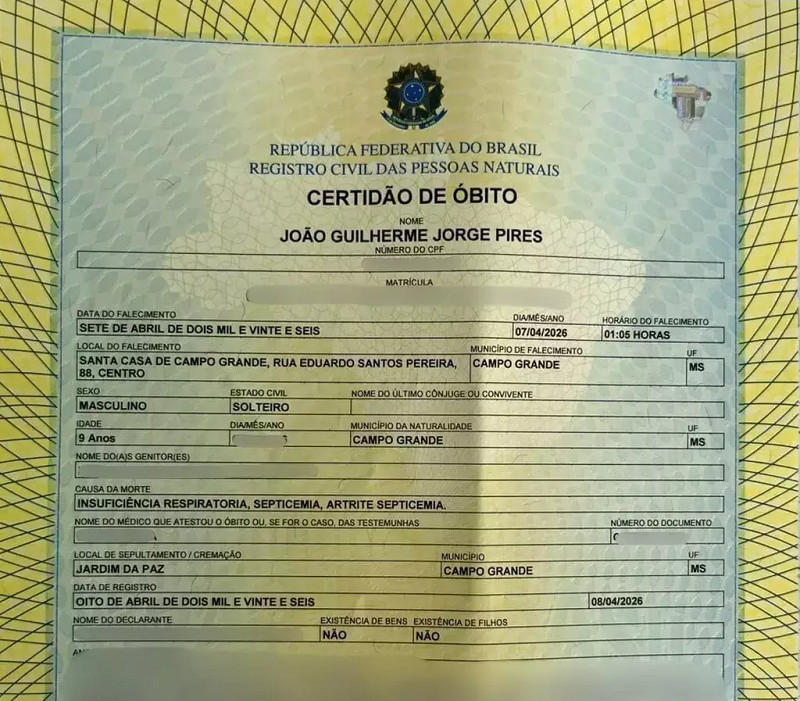 REPÚBLICA FEDERATIVA DO BRASIL
REGISTRO CIVIL DAS PESSOAS NATURAIS
CERTIDÃO DE ÓBITO
NOME
JOÃO GUILHERME JORGE PIRES
NÚMERO DO CPF
MATRÍCULA
DATA DO FALECIMENTO DIA/MÊS/ANO HORÁRIO DO FALECIMENTO
SETE DE ABRIL DE DOIS MIL E VINTE E SEIS 07/04/2026 01:05 HORAS
LOCAL DO FALECIMENTO MUNICÍPIO DE FALECIMENTO UF
SANTA CASA DE CAMPO GRANDE, RUA EDUARDO SANTOS PEREIRA, CAMPO GRANDE MS
88, CENTRO
SEXO ESTADO CIVIL NOME DO ÚLTIMO CÔNJUGE OU CONVIVENTE
MASCULINO SOLTEIRO
IDADE DIA/MÊS/ANO MUNICÍPIO DA NATURALIDADE UF
9 Anos CAMPO GRANDE MS
NOME DO(A)S GENITOR(ES)
CAUSA DA MORTE
INSUFICIÊNCIA RESPIRATORIA, SEPTICEMIA, ARTRITE SEPTICEMIA.
NOME DO MÉDICO QUE ATESTOU O ÓBITO OU, SE FOR O CASO, DAS TESTEMUNHAS NÚMERO DO DOCUMENTO
LOCAL DE SEPULTAMENTO / CREMAÇÃO MUNICÍPIO UF
JARDIM DA PAZ CAMPO GRANDE MS
DATA DE REGISTRO
OITO DE ABRIL DE DOIS MIL E VINTE E SEIS 08/04/2026
NOME DO DECLARANTE EXISTÊNCIA DE BENS EXISTÊNCIA DE FILHOS
NÃO NÃO